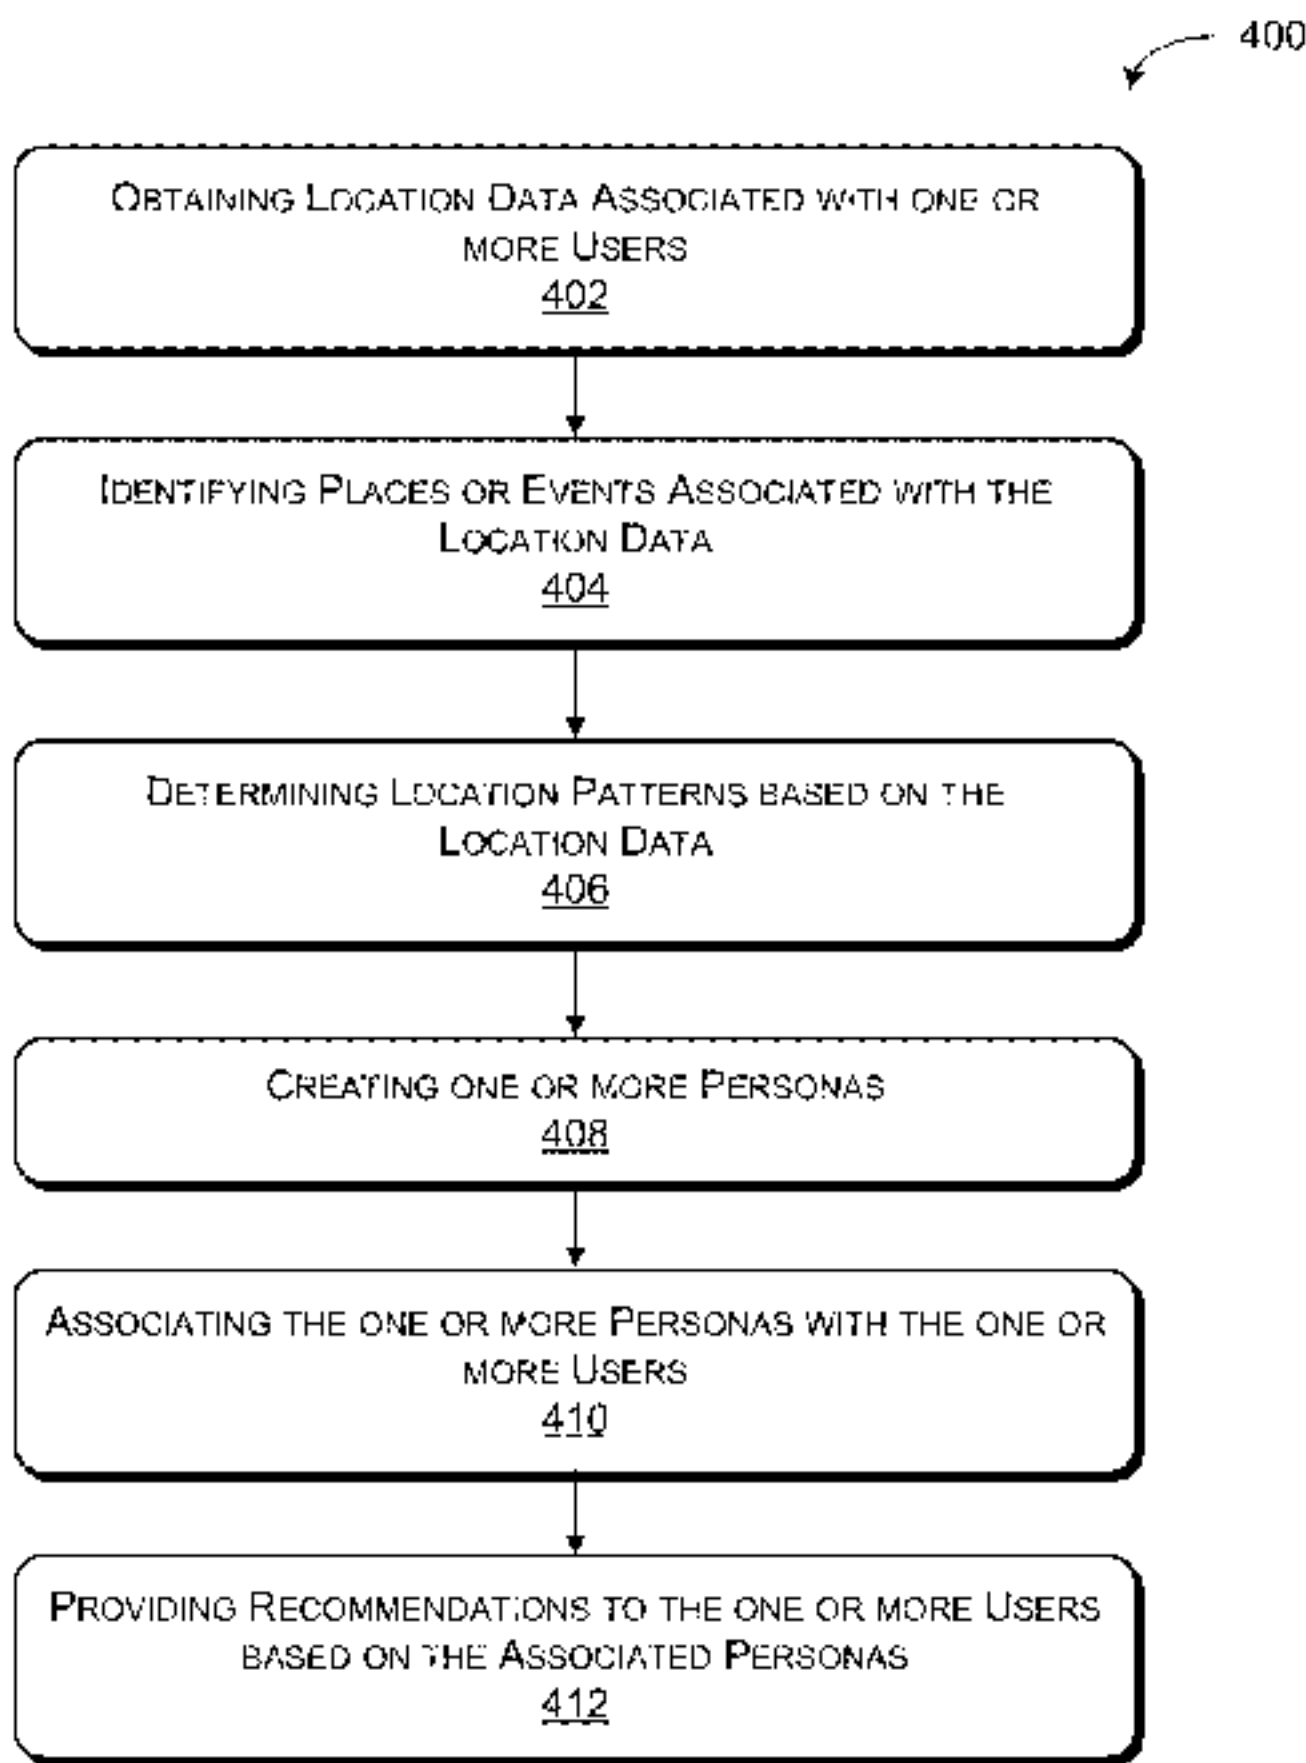 400
OBTAINING LOCATION DATA ASSOCIATED WITH ONE OR
MORE USERS
402
IDENTIFYING PLACES OR EVENTS ASSOCIATED WITH THE
LOCATION DATA
404
DETERMINING LOCATION PATTERNS BASED ON THE
LOCATION DATA
406
CREATING ONE OR MORE PERSONAS
408
ASSOCIATING THE ONE OR MORE PERSONAS WITH THE ONE OR
MORE USERS
410
PROVIDING RECOMMENDATIONS TO THE ONE OR MORE USERS
BASED ON THE ASSOCIATED PERSONAS
412